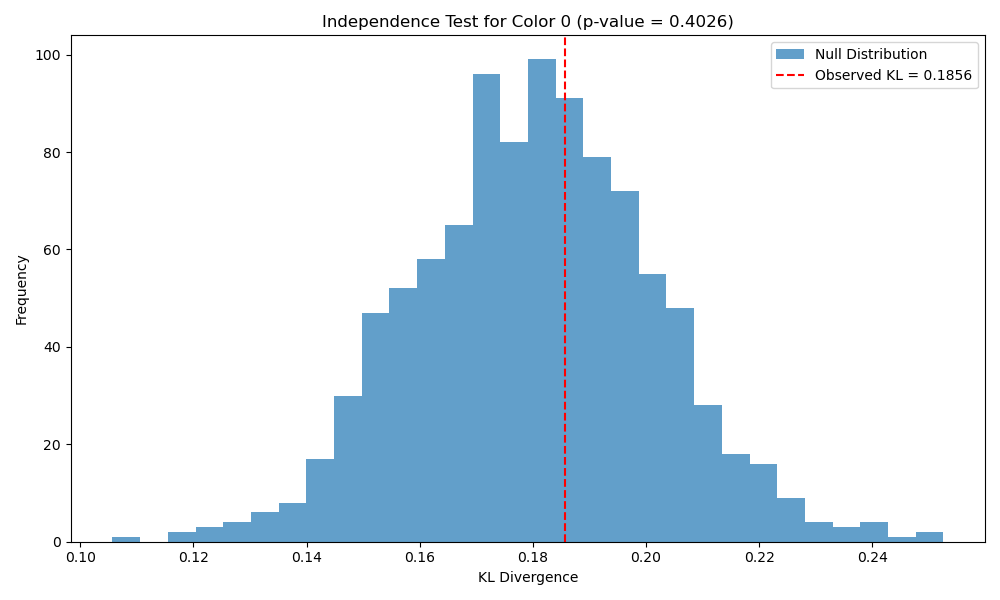 Independence Test for Color 0 (p-value = 0.4026)
Null Distribution
Observed KL = 0.1856
100
80
60
40
20
0
Frequency
0.10 0.12 0.14 0.16 0.18 0.20 0.22 0.24
KL Divergence